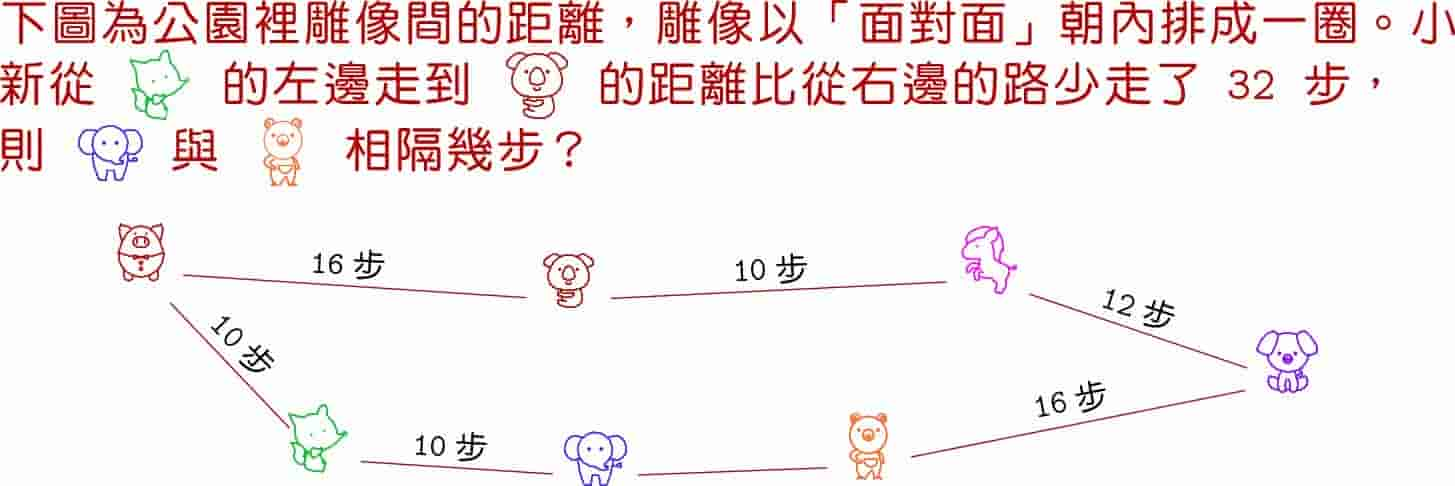 下圖為公園裡雕像間的距離，雕像以「面對面」朝內排成一圈。小
新從 的左邊走到 的距離比從右邊的路少走了 32 步，
則 與 相隔幾步？
16 步
10 步
12 步
10 步
16 步
10 步